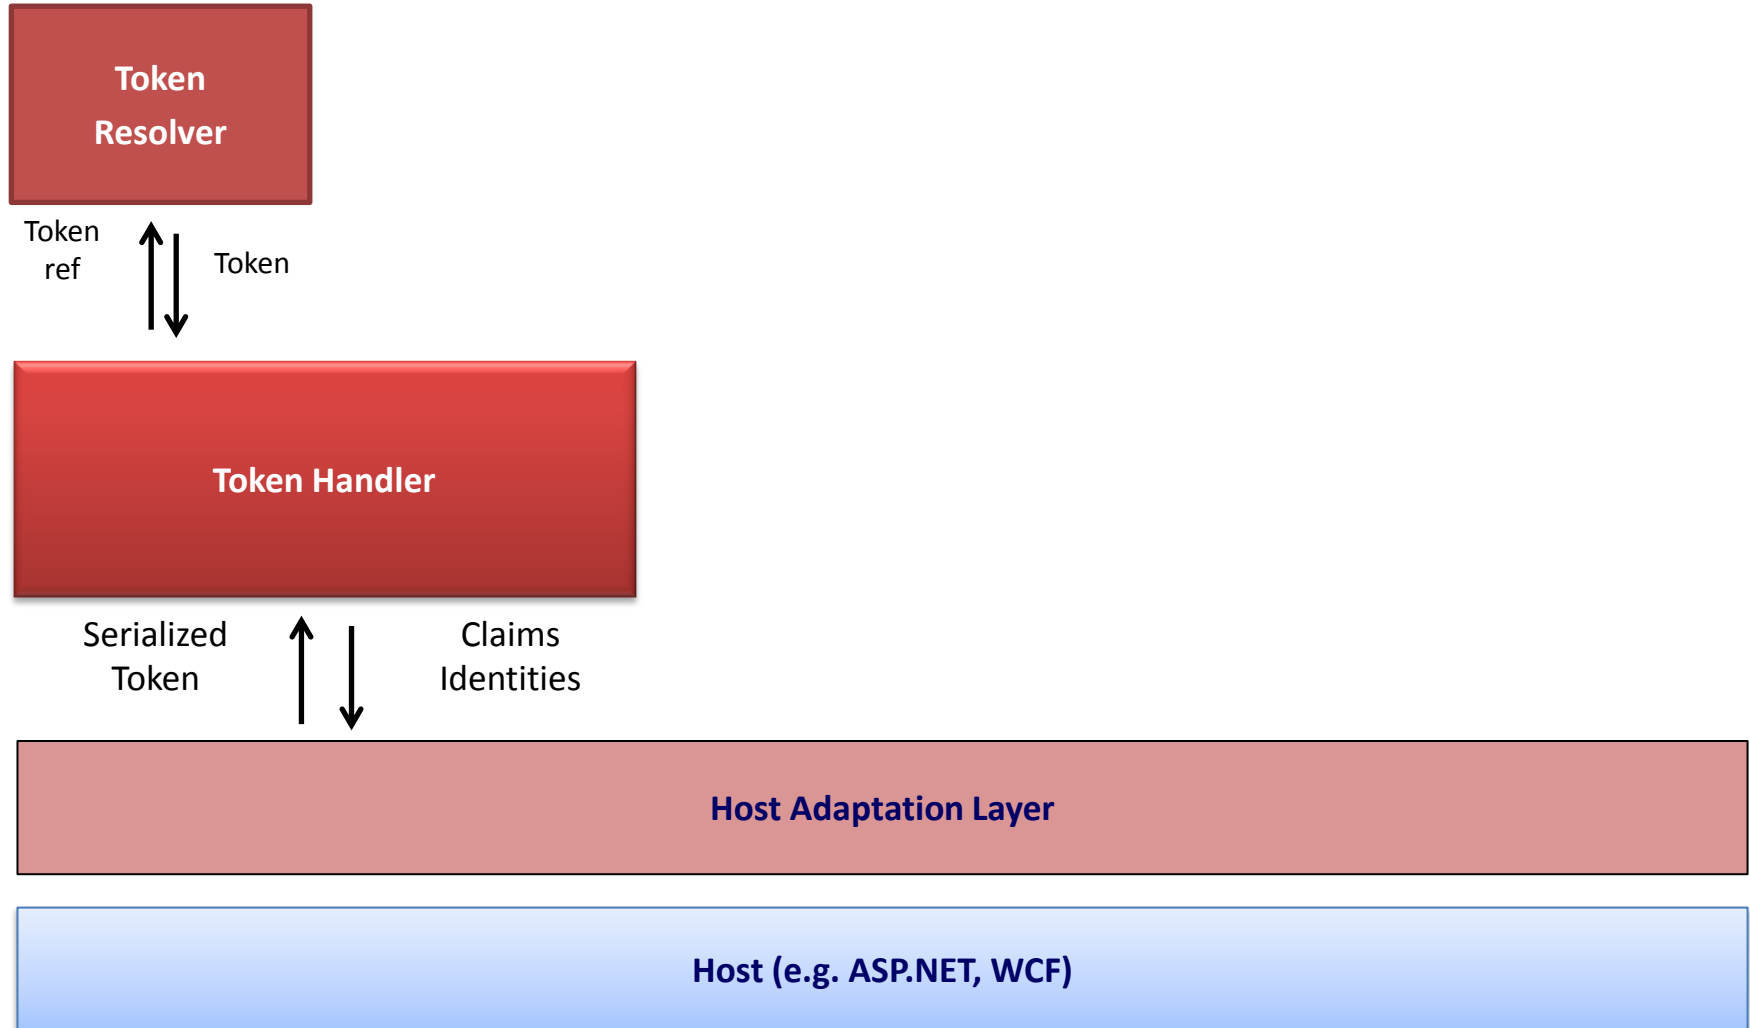 Token
Resolver
Token
ref
Token
Token Handler
Serialized
Token
Claims
Identities
Host Adaptation Layer
Host (e.g. ASP.NET, WCF)